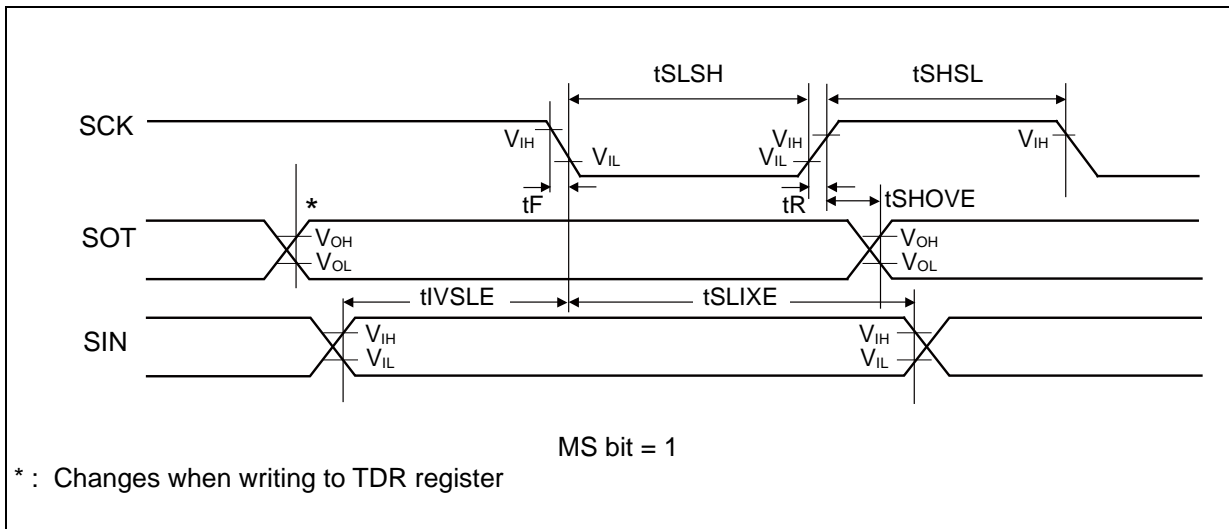 tSLSH tSHSL
SCK VIH VIL VIH VIL VIH
tF tR tSHOVE
*
SOT VOH VOL VOH VOL
tIVSLE tSLIXE
SIN VIH VIL VIH VIL
MS bit = 1
* : Changes when writing to TDR register